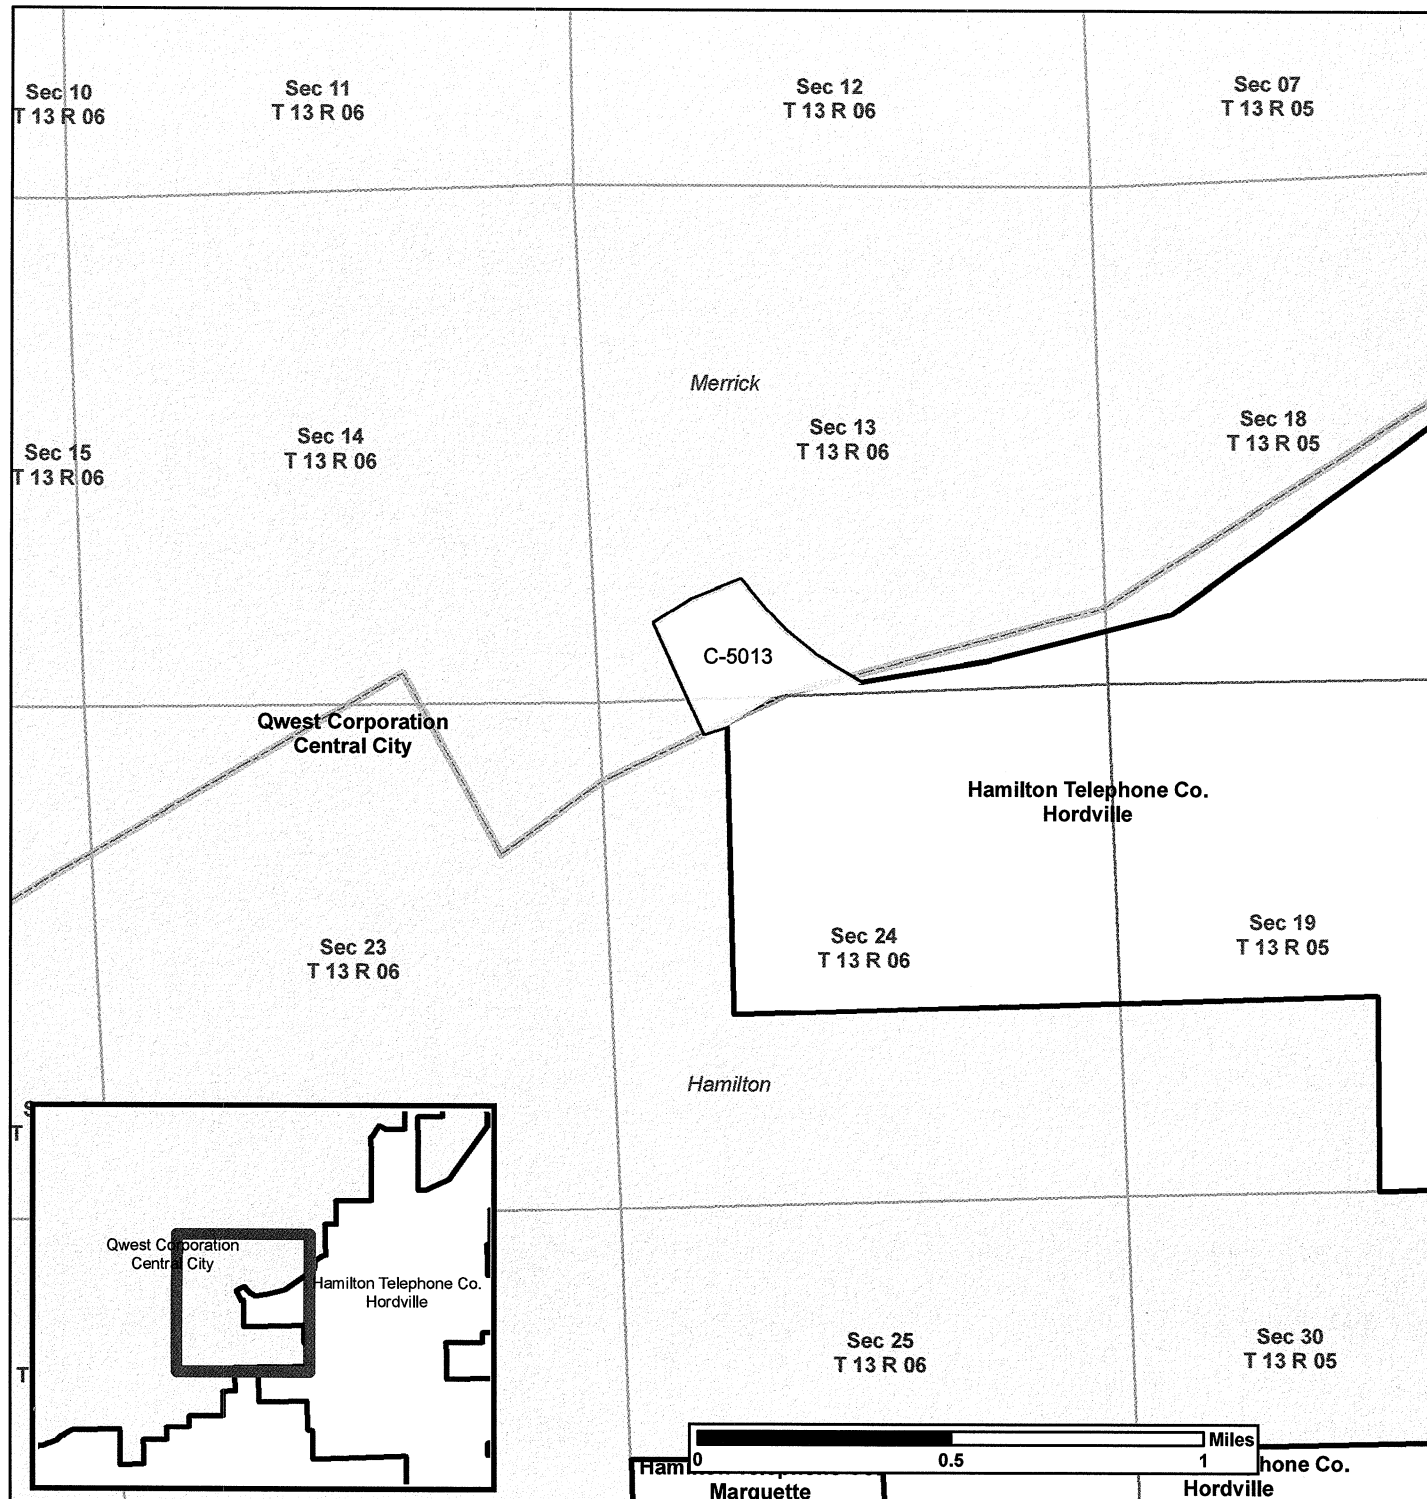 Sec 10
T 13 R 06
Sec 11
T 13 R 06
Sec 12
T 13 R 06
Sec 07
T 13 R 05
Merrick
Sec 15
T 13 R 06
Sec 14
T 13 R 06
Sec 13
T 13 R 06
Sec 18
T 13 R 05
C-5013
Qwest Corporation
Central City
Hamilton Telephone Co.
Hordville
Sec 23
T 13 R 06
Sec 24
T 13 R 06
Sec 19
T 13 R 05
Hamilton
T
Qwest Corporation
Central City
Hamilton Telephone Co.
Hordville
T
Sec 25
T 13 R 06
Sec 30
T 13 R 05
Miles
0 0.5 1
Marquette
Co.
Hordville